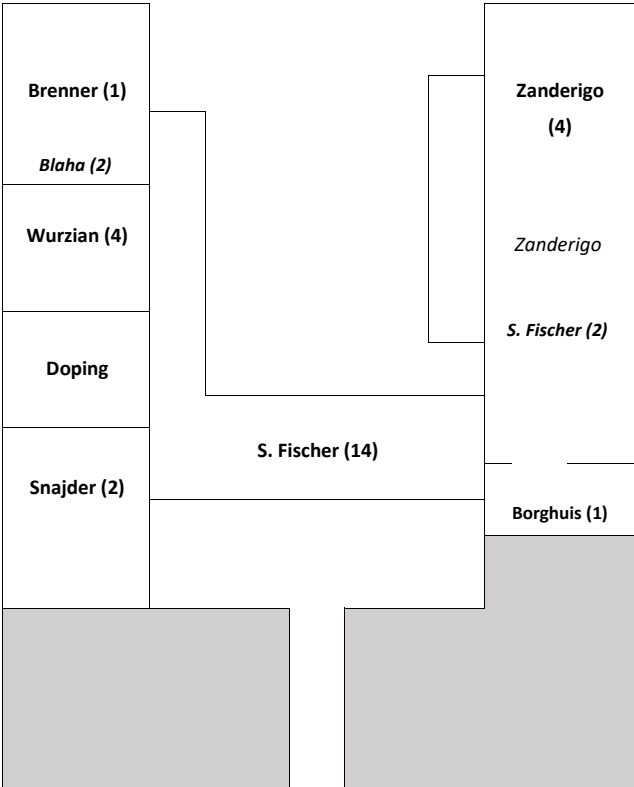 Brenner (1)
Blaha (2)
Wurzian (4)
Doping
Snajder (2)
S. Fischer (14)
Zanderigo
(4)
Zanderigo
S. Fischer (2)
Borghuis (1)